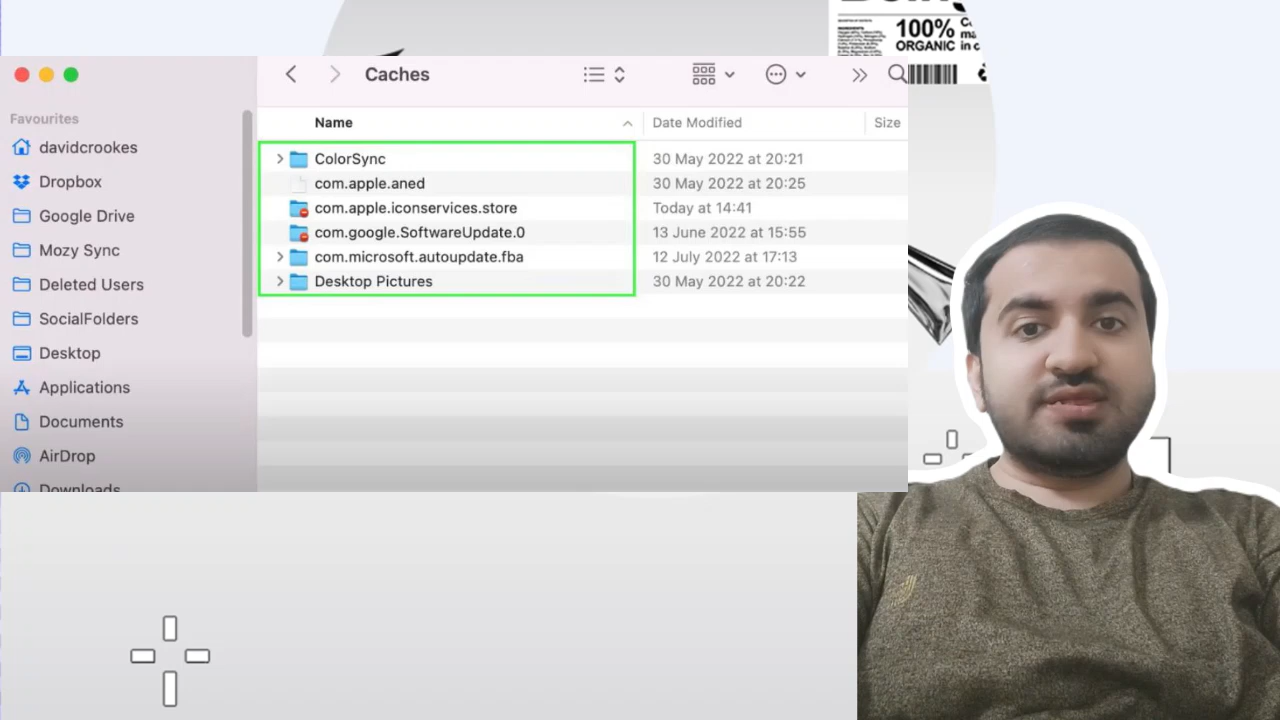 100%
ORGANIC
Caches
Favourites
davidcrookes
Dropbox
Google Drive
Mozy Sync
Deleted Users
SocialFolders
Desktop
Applications
Documents
AirDrop
Downloads
Name Date Modified Size
ColorSync 30 May 2022 at 20:21
com.apple.aned 30 May 2022 at 20:25
com.apple.iconservices.store Today at 14:41
com.google.SoftwareUpdate.0 13 June 2022 at 15:55
com.microsoft.autoupdate.fba 12 July 2022 at 17:13
Desktop Pictures 30 May 2022 at 20:22